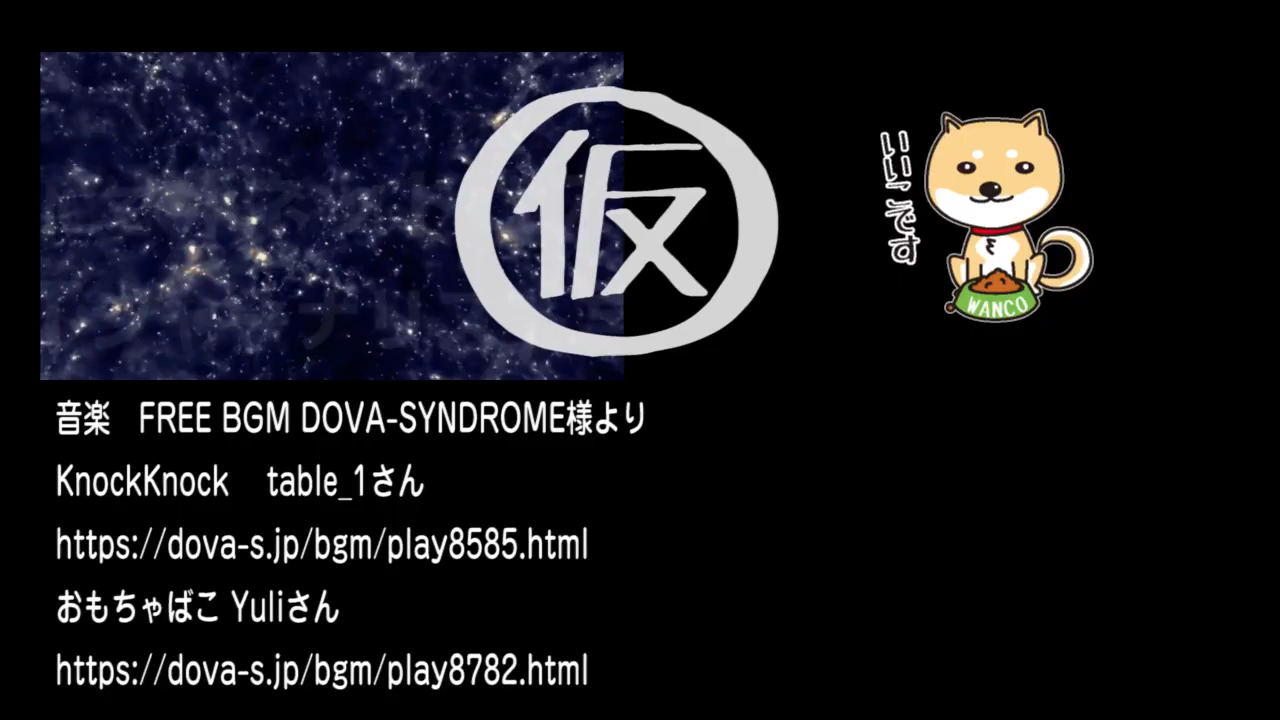 仮
いいこです
WANCO
音楽　FREE BGM DOVA-SYNDROME様より
KnockKnock　table_1さん
https://dova-s.jp/bgm/play8585.html
おもちゃばこ Yuliさん
https://dova-s.jp/bgm/play8782.html